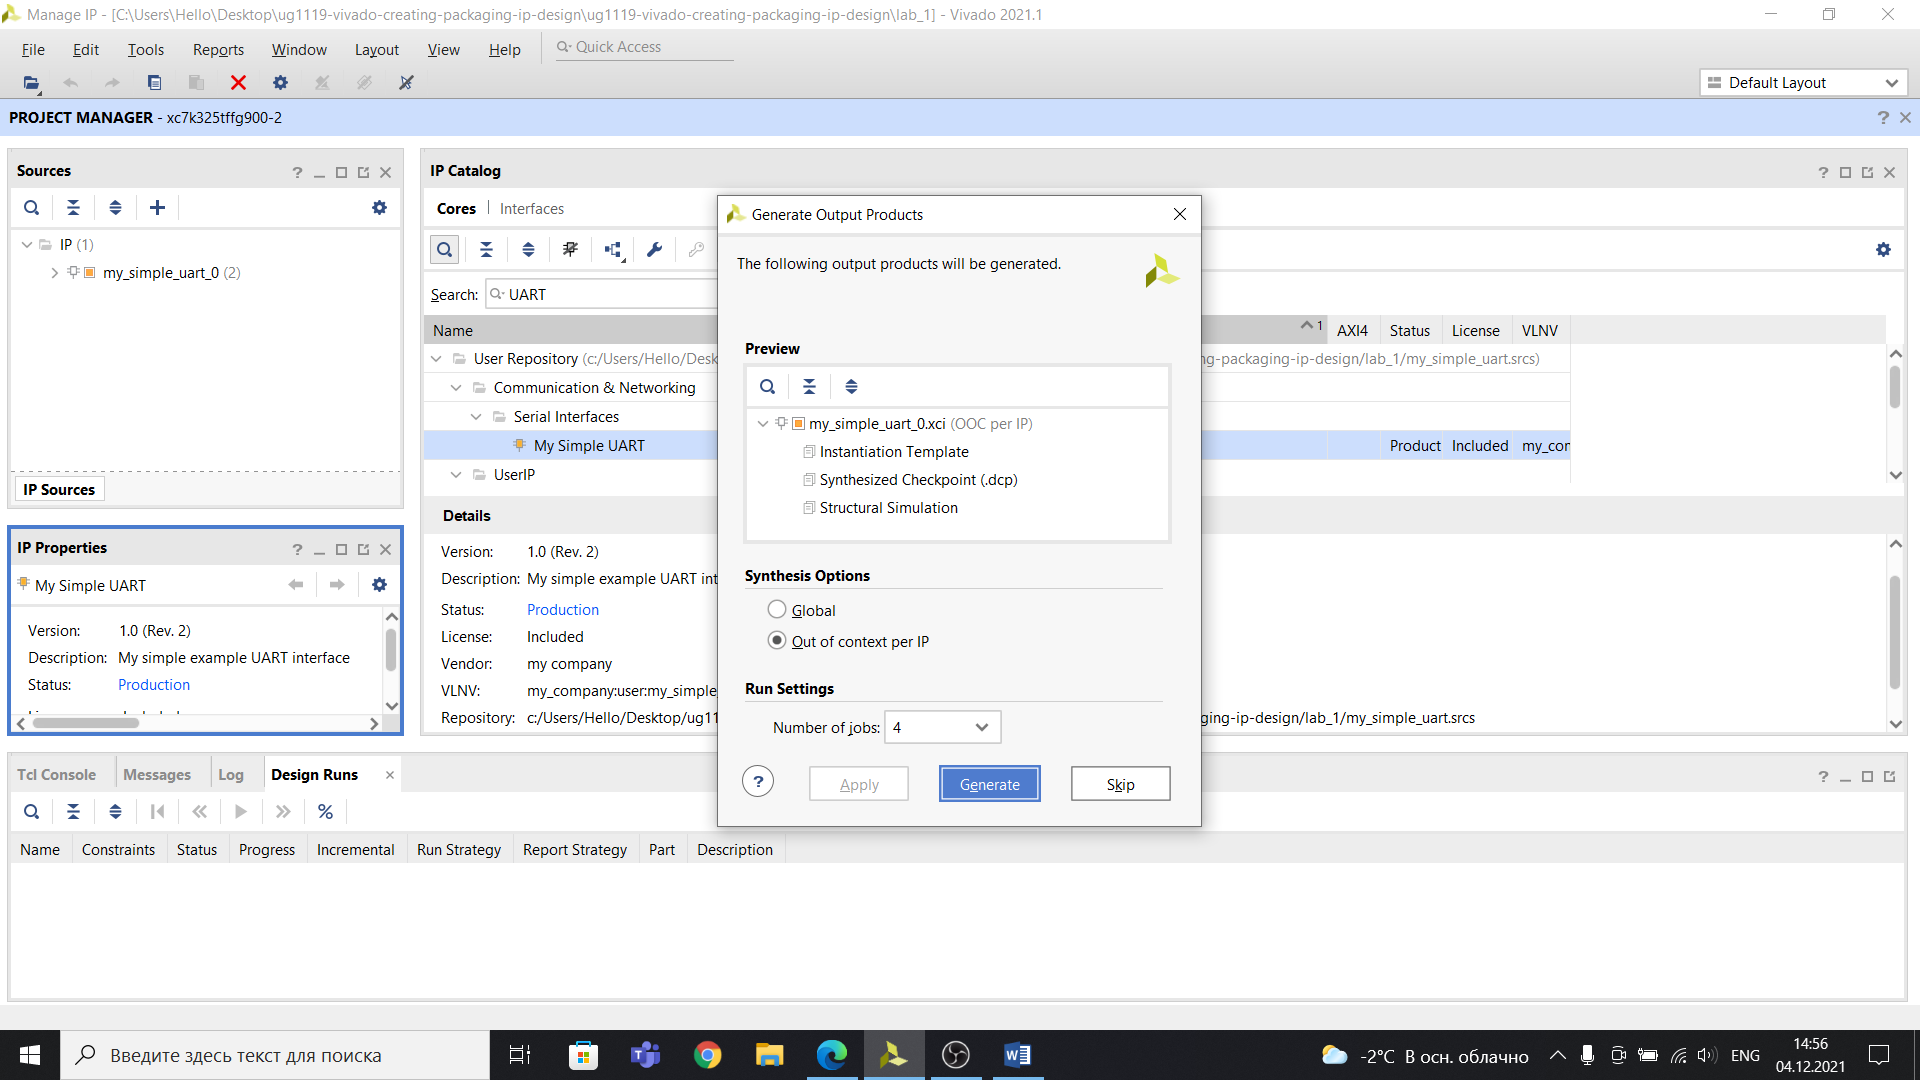 Manage IP - [C:\Users\Hello\Desktop\ug1119-vivado-creating-packaging-ip-design\ug1119-vivado-creating-packaging-ip-design\lab_1] - Vivado 2021.1
File Edit Tools Reports Window Layout View Help Quick Access
Default Layout
PROJECT MANAGER - xc7k325tffg900-2
Sources
IP (1)
my_simple_uart_0 (2)
IP Sources
IP Properties
My Simple UART
Version: 1.0 (Rev. 2)
Description: My simple example UART interface
Status: Production
IP Catalog
Cores Interfaces
Search: UART
Name 1 AXI4 Status License VLNV
User Repository (c:/Users/Hello/Desk g-packaging-ip-design/lab_1/my_simple_uart.srcs)
Communication & Networking
Serial Interfaces
My Simple UART Product Included my_con
UserIP
Details
Version: 1.0 (Rev. 2)
Description: My simple example UART int
Status: Production
License: Included
Vendor: my company
VLNV: my_company:user:my_simple
Repository: c:/Users/Hello/Desktop/ug11 ging-ip-design/lab_1/my_simple_uart.srcs
Generate Output Products
The following output products will be generated.
Preview
my_simple_uart_0.xci (OOC per IP)
Instantiation Template
Synthesized Checkpoint (.dcp)
Structural Simulation
Synthesis Options
Global
Out of context per IP
Run Settings
Number of jobs: 4
? Apply Generate Skip
Tcl Console Messages Log Design Runs
Name Constraints Status Progress Incremental Run Strategy Report Strategy Part Description
Введите здесь текст для поиска
-2°C В осн. облачно ENG
14:56
04.12.2021